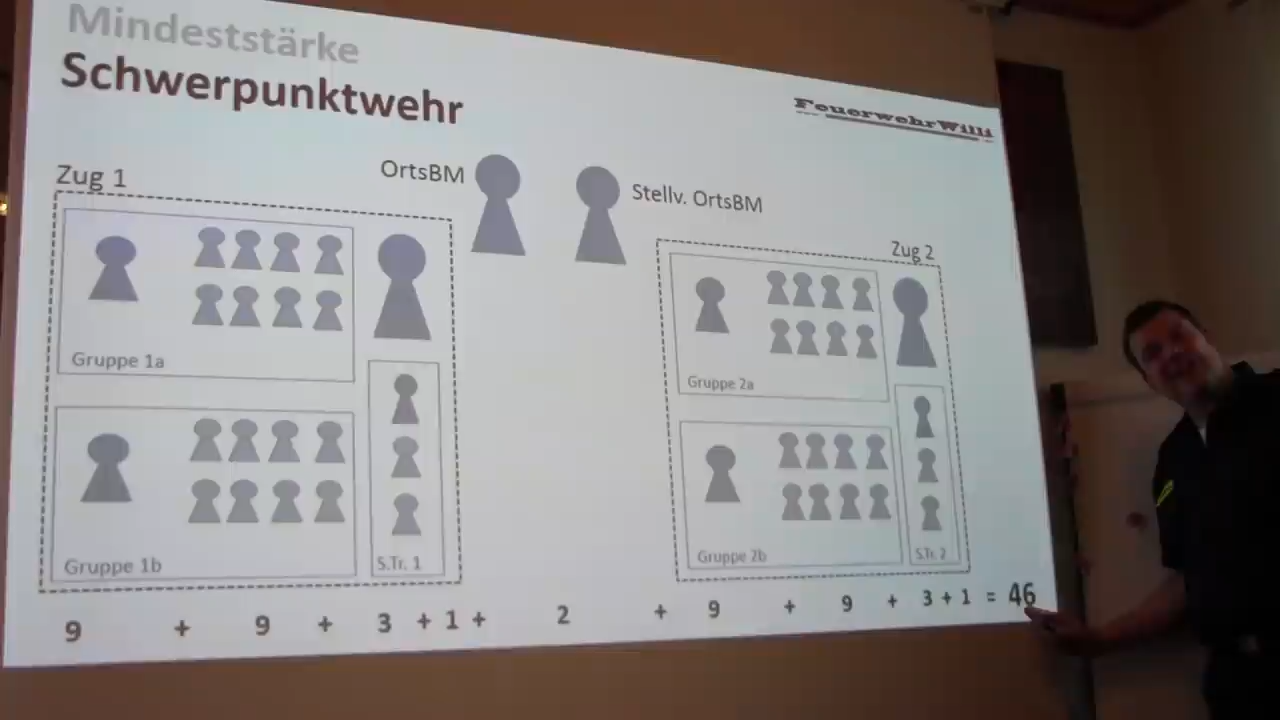 Mindeststärke
Schwerpunktwehr
FeuerwehrWilli
OrtsBM
Stellv. OrtsBM
Zug 1
Gruppe 1a
Gruppe 1b
S.Tr. 1
Zug 2
Gruppe 2a
Gruppe 2b
S.Tr. 2
9 + 9 + 3 + 1 + 2 + 9 + 9 + 3 + 1 = 46